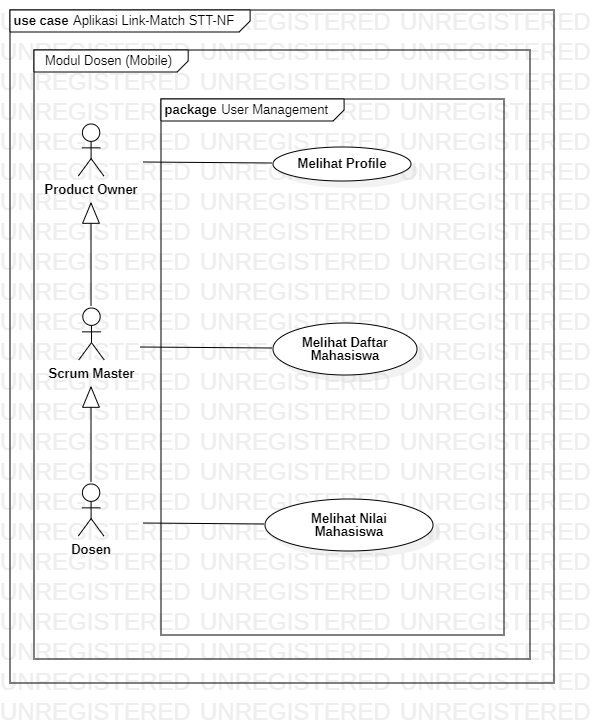 use case Aplikasi Link-Match STT-NF
Modul Dosen (Mobile)
package User Management
Melihat Profile
Product Owner
Melihat Daftar
Mahasiswa
Scrum Master
Melihat Nilai
Mahasiswa
Dosen
UNREGISTERED UNREGISTERED UNREGISTERED